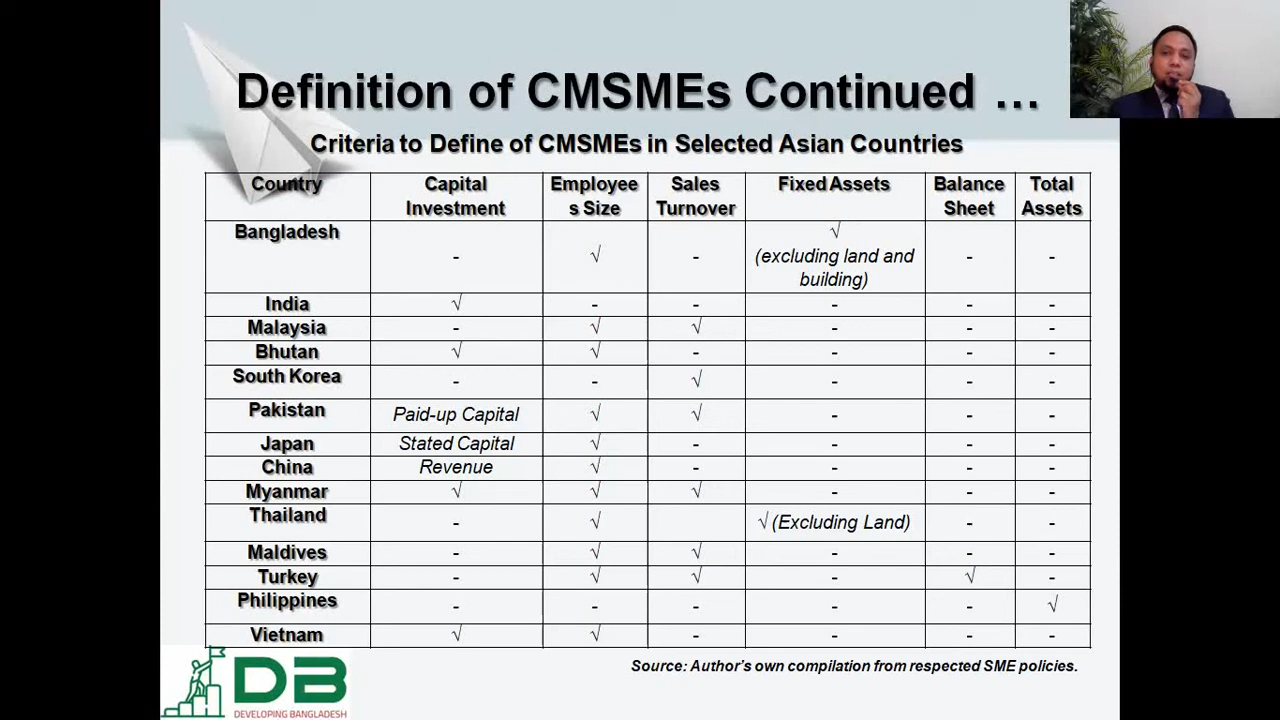 Definition of CMSMEs Continued …
Criteria to Define of CMSMEs in Selected Asian Countries
Country Capital Investment Employee s Size Sales Turnover Fixed Assets Balance Sheet Total Assets
Bangladesh - √ - √ (excluding land and building) - -
India √ - - - - -
Malaysia - √ √ - - -
Bhutan √ √ - - - -
South Korea - - √ - - -
Pakistan Paid-up Capital √ √ - - -
Japan Stated Capital √ - - - -
China Revenue √ - - - -
Myanmar √ √ √ - - -
Thailand - √ √ (Excluding Land) - -
Maldives - √ √ - - -
Turkey - √ √ - √ -
Philippines - - - - - √
Vietnam √ √ - - - -
Source: Author's own compilation from respected SME policies.
DB
DEVELOPING BANGLADESH